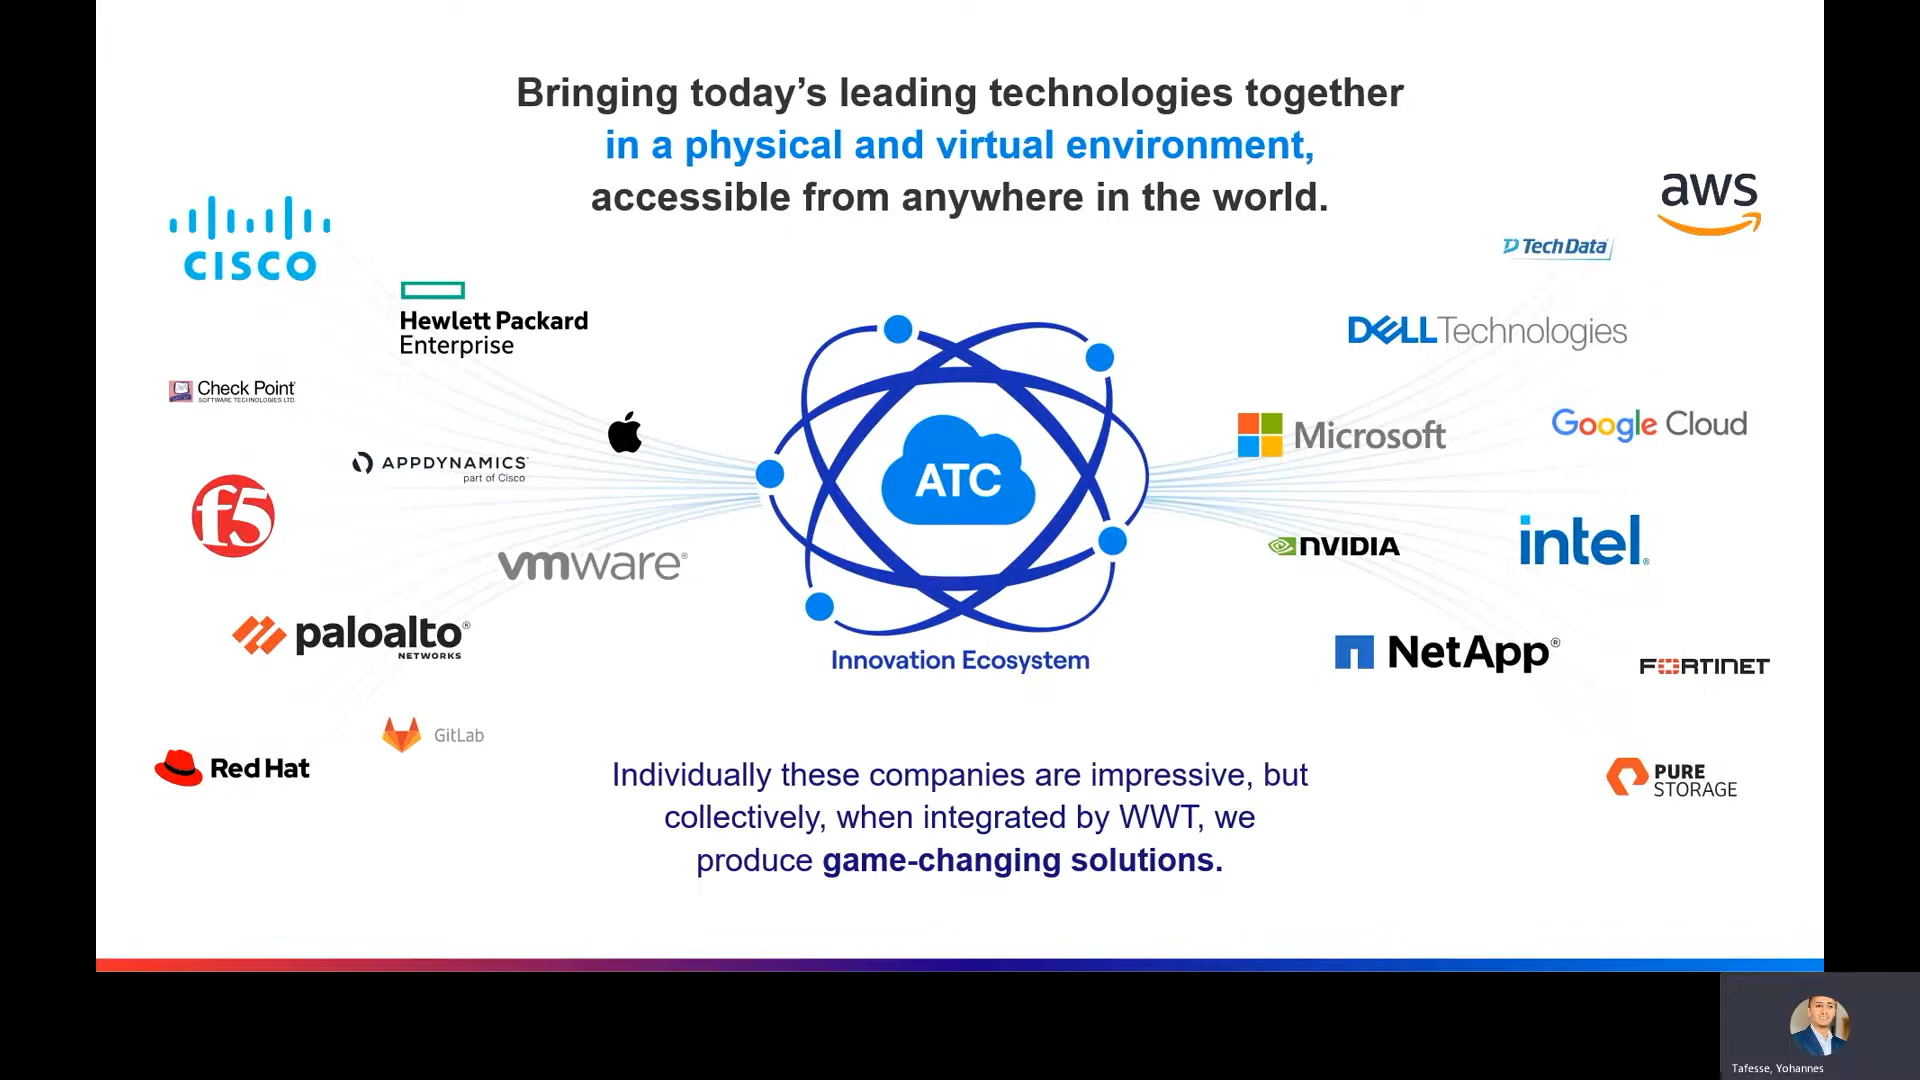 Bringing today's leading technologies together
in a physical and virtual environment,
accessible from anywhere in the world.
CISCO
Hewlett Packard
Enterprise
Check Point
SOFTWARE TECHNOLOGIES LTD.
APPDYNAMICS
part of Cisco
f5
vmware®
paloalto®
NETWORKS
GitLab
Red Hat
ATC
Innovation Ecosystem
aws
TechData
DELL Technologies
Microsoft
Google Cloud
NVIDIA
intel®
NetApp®
FORTINET
PURE
STORAGE
Individually these companies are impressive, but
collectively, when integrated by WWT, we
produce game-changing solutions.
Tafesse, Yohannes